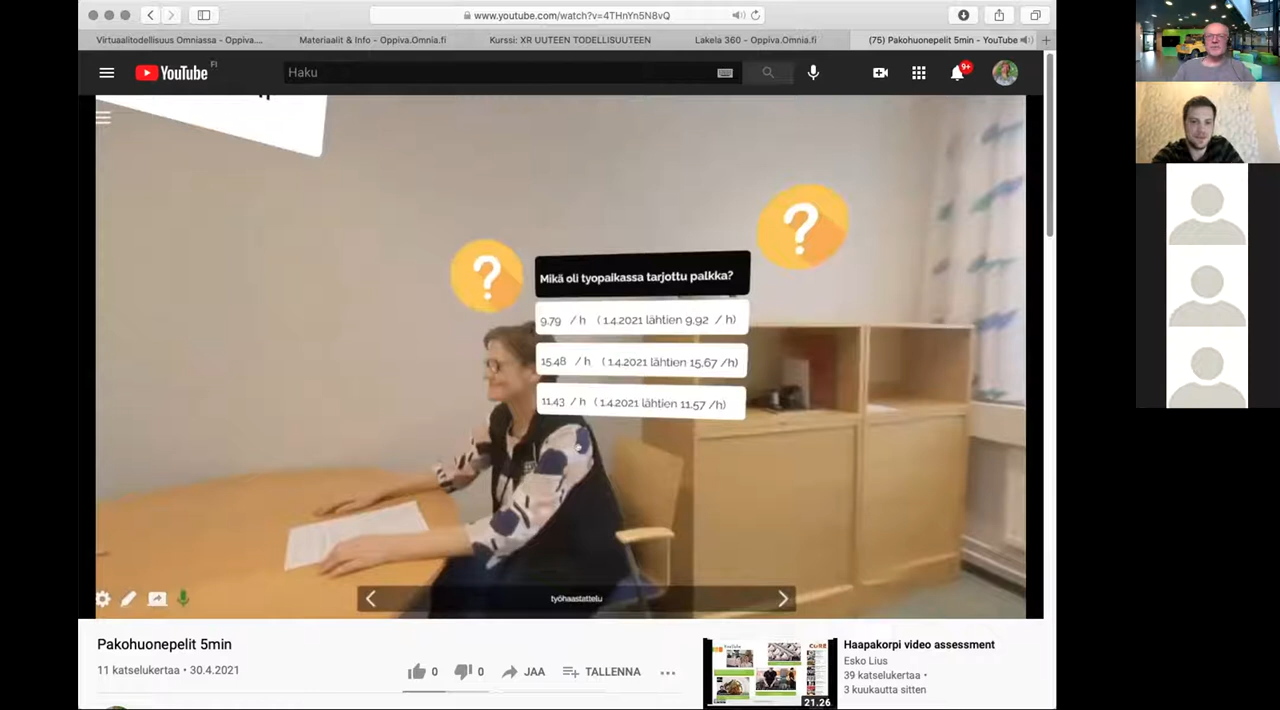 www.youtube.com/watch?v=4THnYn5N8vQ
Virtuaalitodellisuus Omniassa - Oppiva....
Materiaalit & Info - Oppiva.Omnia.fi
Kurssi: XR UUTEEN TODELLISUUTEEN
Lakela 360 - Oppiva.Omnia.fi
(75) Pakohuonepelit 5min - YouTube
YouTube FI
Haku
9+
?
?
Mikä oli tyopaikassa tarjottu palkka?
9.79 / h ( 1.4.2021 lähtien 9.92 / h)
15.48 / h ( 1.4.2021 lähtien 15.67 /h)
11.43 / h ( 1.4.2021 lähtien 11.57 /h)
työhaastattelu
Pakohuonepelit 5min
11 katselukertaa • 30.4.2021
0
0
JAA
TALLENNA
Haapakorpi video assessment
Esko Lius
39 katselukertaa •
3 kuukautta sitten
21.26